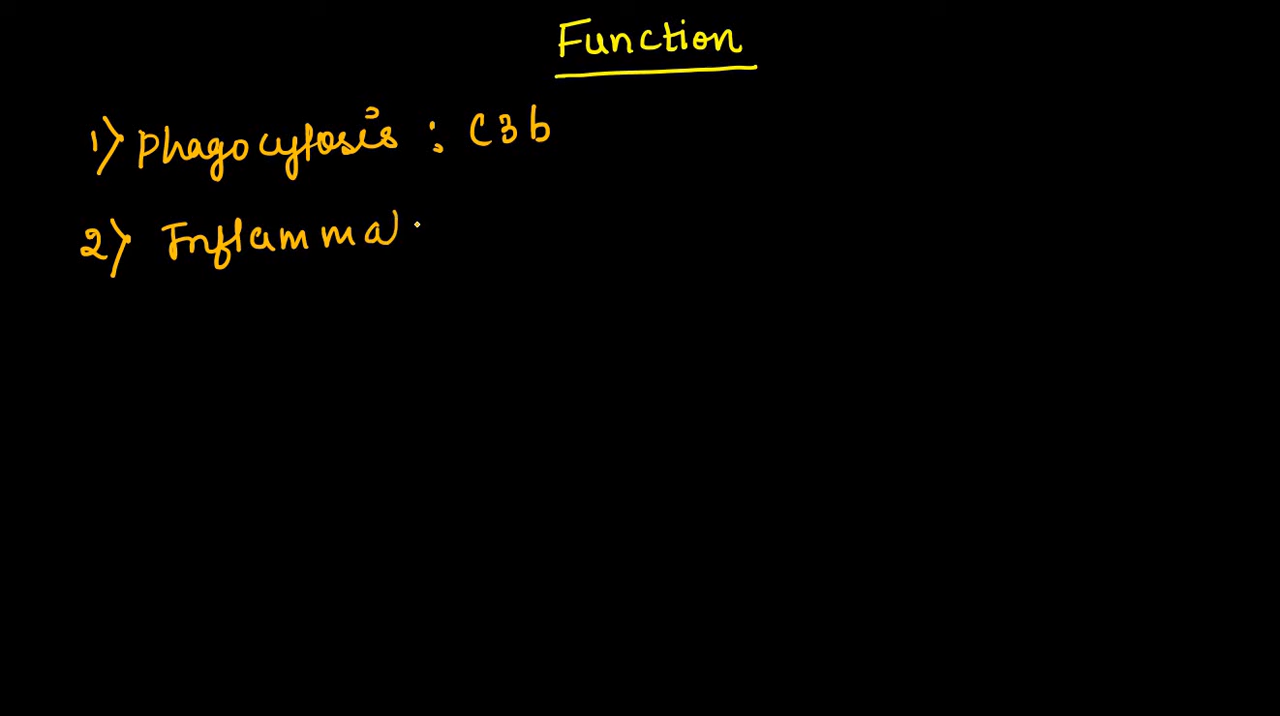 Function
1) Phagocytosis : C3b
2) Inflamma